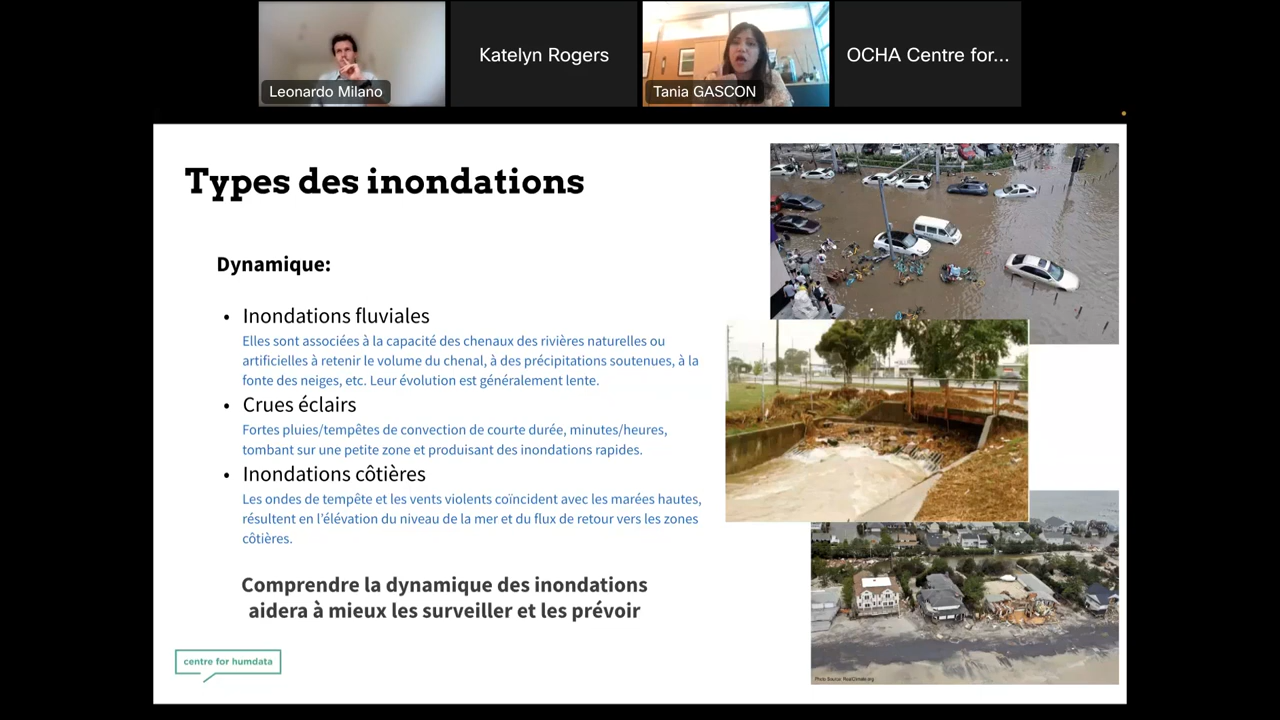 Leonardo Milano
Katelyn Rogers
Tania GASCON
OCHA Centre for...
Types des inondations
Dynamique:
• Inondations fluviales
Elles sont associées à la capacité des chenaux des rivières naturelles ou
artificielles à retenir le volume du chenal, à des précipitations soutenues, à la
fonte des neiges, etc. Leur évolution est généralement lente.
• Crues éclairs
Fortes pluies/tempêtes de convection de courte durée, minutes/heures,
tombant sur une petite zone et produisant des inondations rapides.
• Inondations côtières
Les ondes de tempête et les vents violents coïncident avec les marées hautes,
résultent en l'élévation du niveau de la mer et du flux de retour vers les zones
côtières.
Comprendre la dynamique des inondations
aidera à mieux les surveiller et les prévoir
centre for humdata
Photo Source: